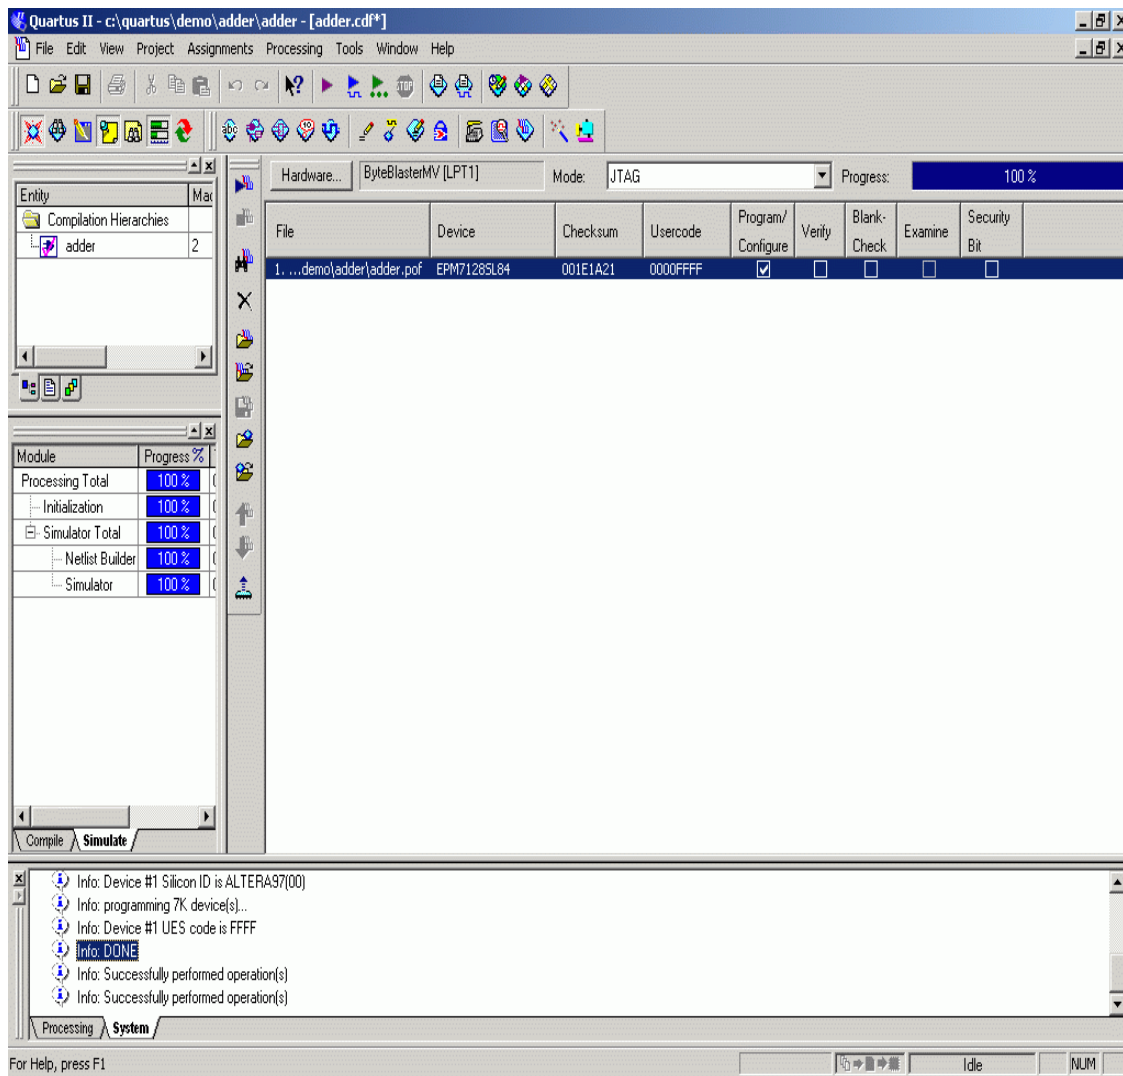 Quartus II - c:\quartus\demo\adder\adder - [adder.cdf*]
File Edit View Project Assignments Processing Tools Window Help
STOP
abc 10
Hardware... ByteBlasterMV [LPT1] Mode: JTAG Progress: 100 %
Entity Mac
Compilation Hierarchies
adder 2
File Device Checksum Usercode Program/ Configure Verify Blank- Check Examine Security Bit
1. ...demo\adder\adder.pof EPM7128SL84 001E1A21 0000FFFF
Module Progress %
Processing Total 100 %
Initialization 100 %
Simulator Total 100 %
Netlist Builder 100 %
Simulator 100 %
Compile Simulate
Info: Device #1 Silicon ID is ALTERA97(00)
Info: programming 7K device(s)...
Info: Device #1 UES code is FFFF
Info: DONE
Info: Successfully performed operation(s)
Info: Successfully performed operation(s)
Processing System
For Help, press F1 Idle NUM